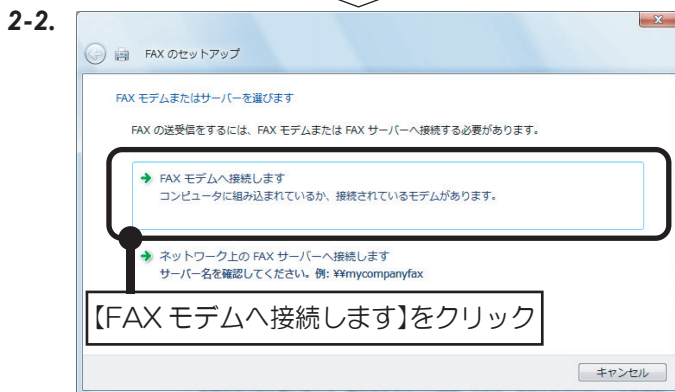 2-2.
FAX のセットアップ
FAX モデムまたはサーバーを選びます
FAX の送受信をするには、FAX モデムまたは FAX サーバーへ接続する必要があります。
FAX モデムへ接続します
コンピュータに組み込まれているか、接続されているモデムがあります。
ネットワーク上の FAX サーバーへ接続します
サーバー名を確認してください。例: ¥¥mycompanyfax
【FAX モデムへ接続します】をクリック
キャンセル